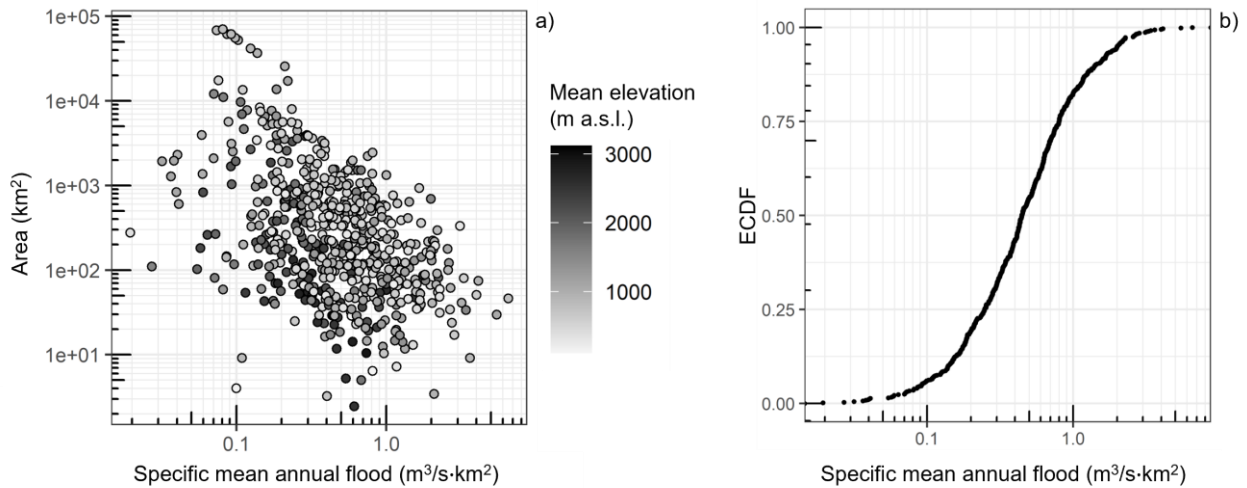 a)
1e+05
1e+04
1e+03
1e+02
1e+01
Area (km²)
0.1
1.0
Specific mean annual flood (m³/s·km²)
Mean elevation
(m a.s.l.)
3000
2000
1000
b)
1.00
0.75
0.50
0.25
0.00
ECDF
0.1
1.0
Specific mean annual flood (m³/s·km²)